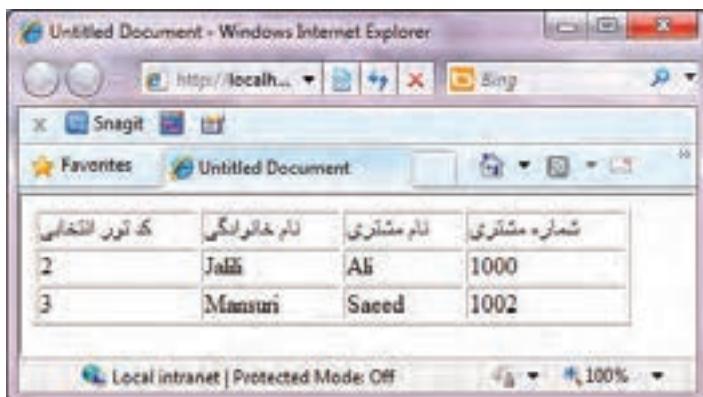 Untitled Document - Windows Internet Explorer
http://localh... Bing
x Snagit
Favorites Untitled Document
شماره مشتری نام مشتری نام خانوادگی کد تور انتخابی
1000 Ali Jalili 2
1002 Saeed Mansuri 3
Local intranet | Protected Mode: Off 100%